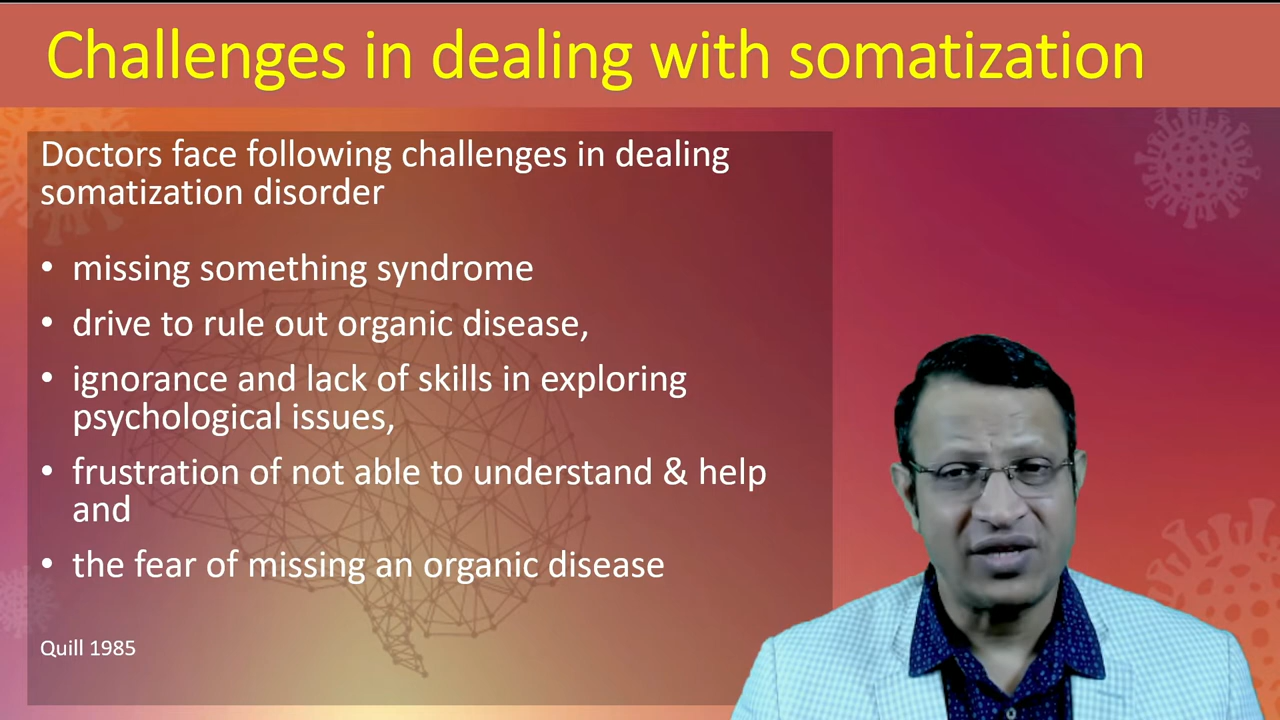 Challenges in dealing with somatization
Doctors face following challenges in dealing
somatization disorder
• missing something syndrome
• drive to rule out organic disease,
• ignorance and lack of skills in exploring
psychological issues,
• frustration of not able to understand & help
and
• the fear of missing an organic disease
Quill 1985